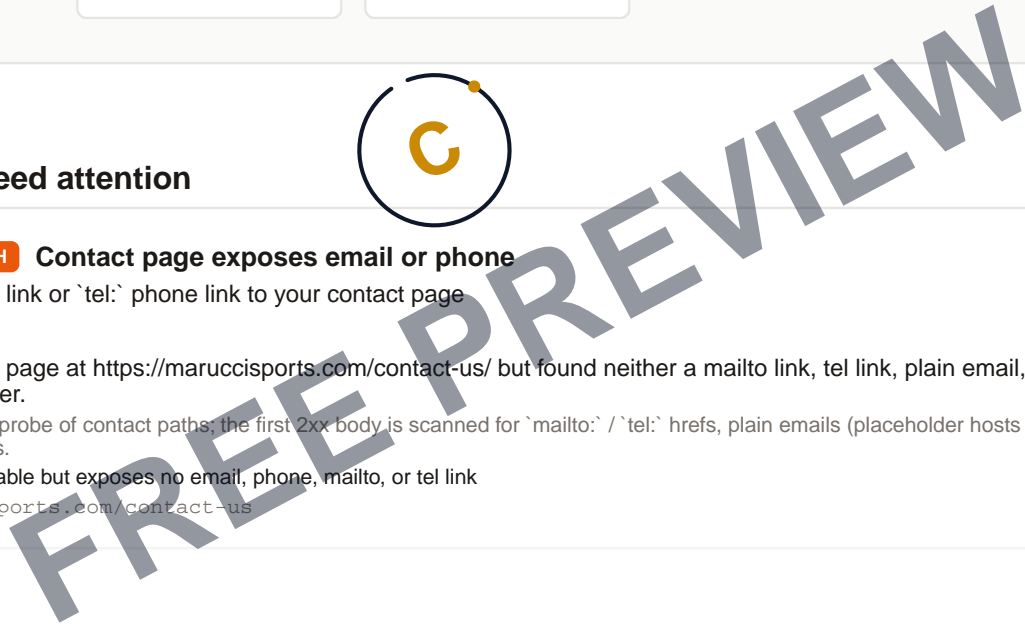 C
eed attention
H Contact page exposes email or phone
link or `tel:` phone link to your contact page
page at https://maruccisports.com/contact-us/ but found neither a mailto link, tel link, plain email,
er.
probe of contact paths; the first 2xx body is scanned for `mailto:` / `tel:` hrefs, plain emails (placeholder hosts
s.
able but exposes no email, phone, mailto, or tel link
ports.com/contact-us
FREE PREVIEW